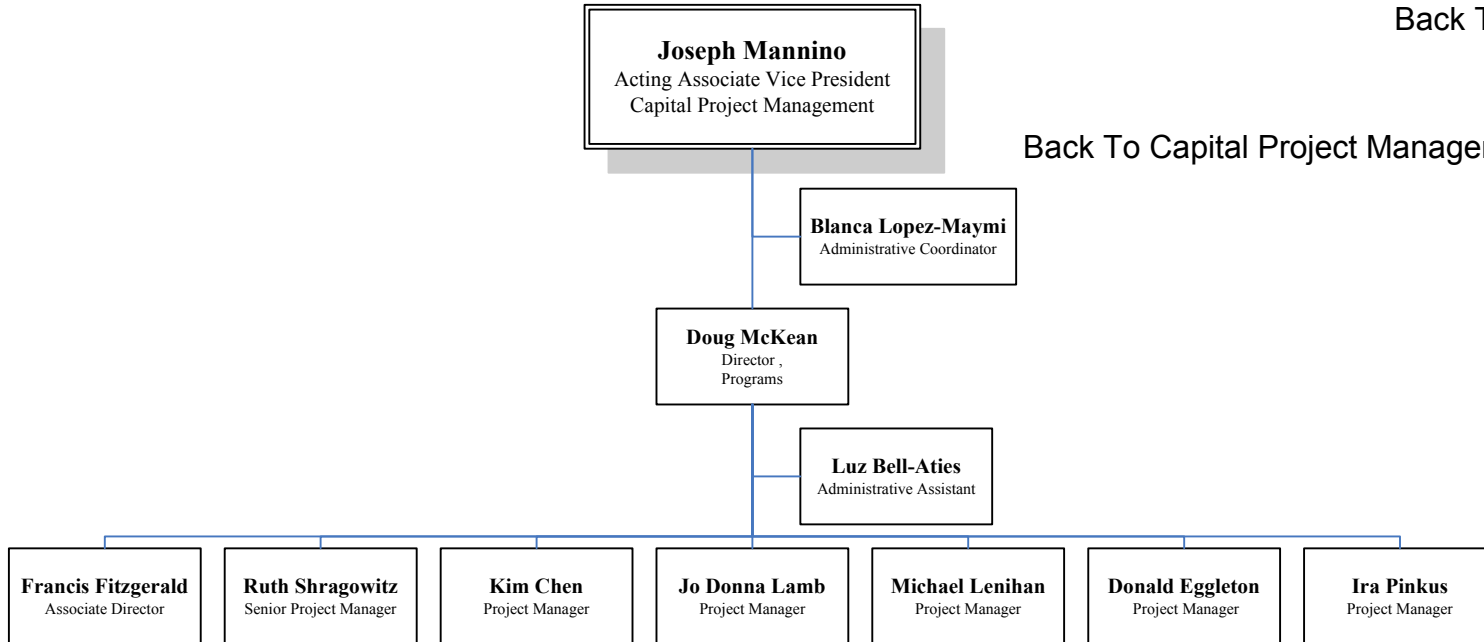 Back T
Joseph Mannino
Acting Associate Vice President
Capital Project Management
Back To Capital Project Manage
Blanca Lopez-Maymi
Administrative Coordinator
Doug McKean
Director ,
Programs
Luz Bell-Aties
Administrative Assistant
Francis Fitzgerald
Associate Director
Ruth Shragowitz
Senior Project Manager
Kim Chen
Project Manager
Jo Donna Lamb
Project Manager
Michael Lenihan
Project Manager
Donald Eggleton
Project Manager
Ira Pinkus
Project Manager